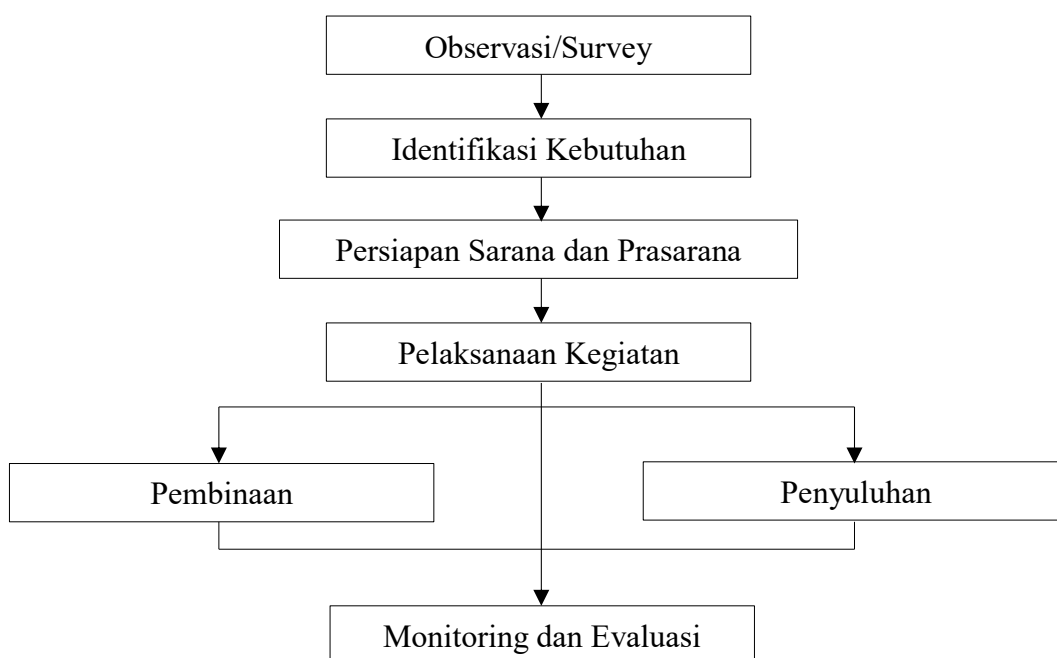 Observasi/Survey
Identifikasi Kebutuhan
Persiapan Sarana dan Prasarana
Pelaksanaan Kegiatan
Pembinaan
Penyuluhan
Monitoring dan Evaluasi